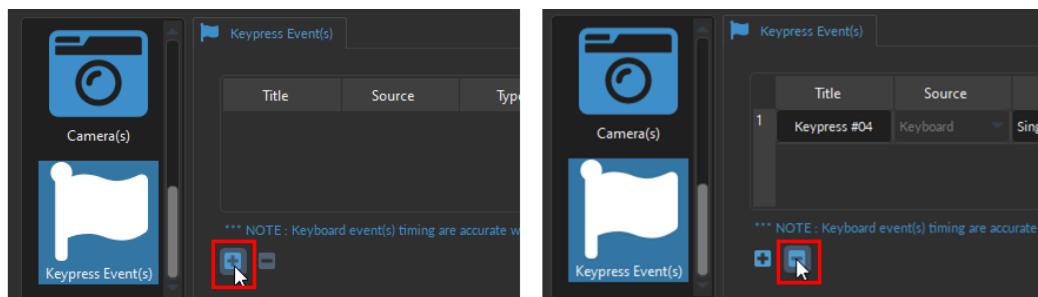 Keypress Event(s)
Title Source Type
Camera(s)
*** NOTE : Keyboard event(s) timing are accurate w
Keypress Event(s)
Keypress Event(s)
Title Source
1 Keypress #04 Keyboard Sing
Camera(s)
*** NOTE : Keyboard event(s) timing are accurate
Keypress Event(s)